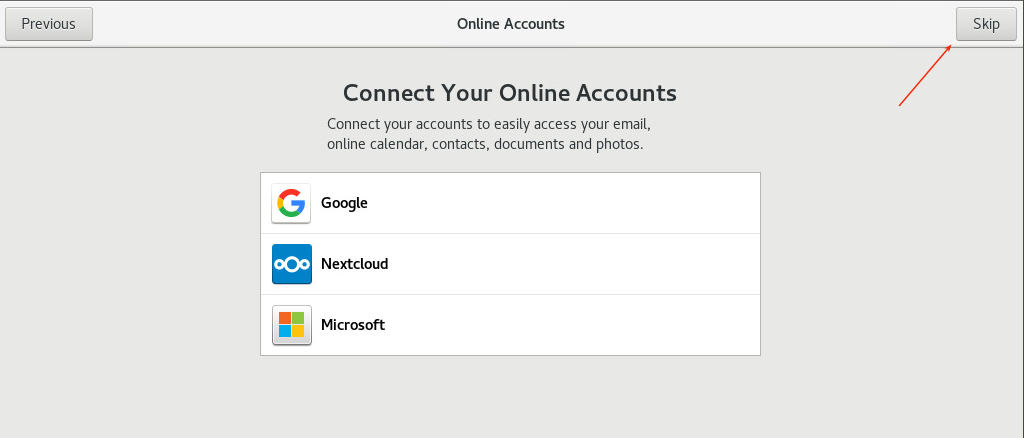 Previous
Online Accounts
Skip
Connect Your Online Accounts
Connect your accounts to easily access your email,
online calendar, contacts, documents and photos.
Google
Nextcloud
Microsoft